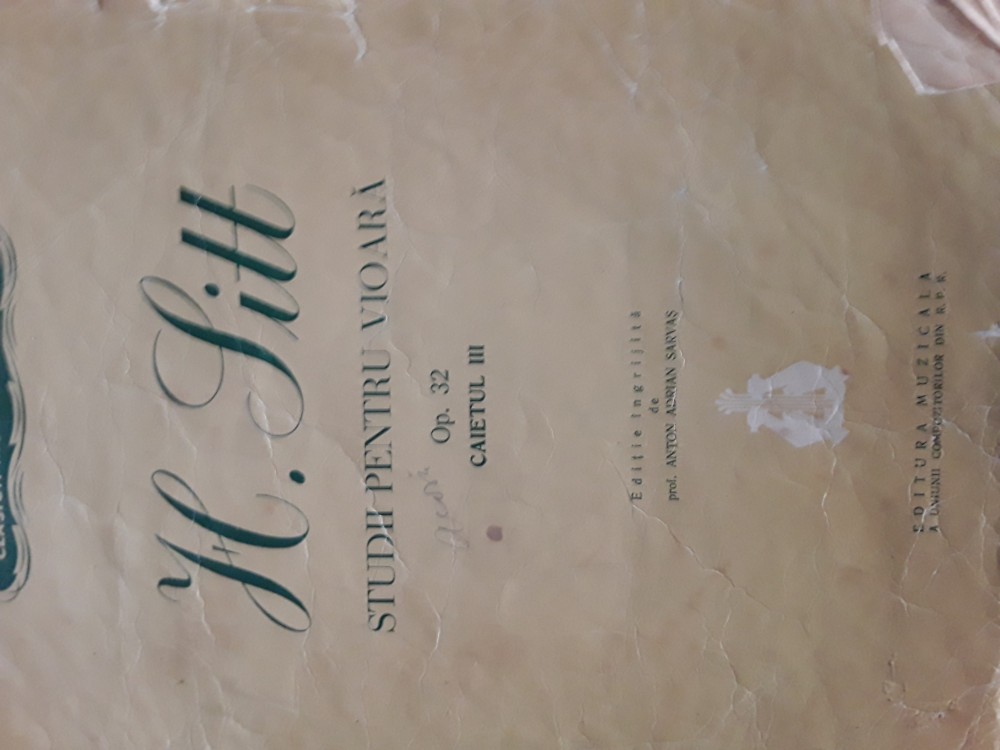 H. Sitt
STUDII PENTRU VIOARĂ
Op. 32
CAIETUL III
Ediție îngrijită
de
prof. ANTON ADRIAN SARVAȘ
EDITURA MUZICALA
A UNIUNII COMPOZITORILOR DIN R.P.R.